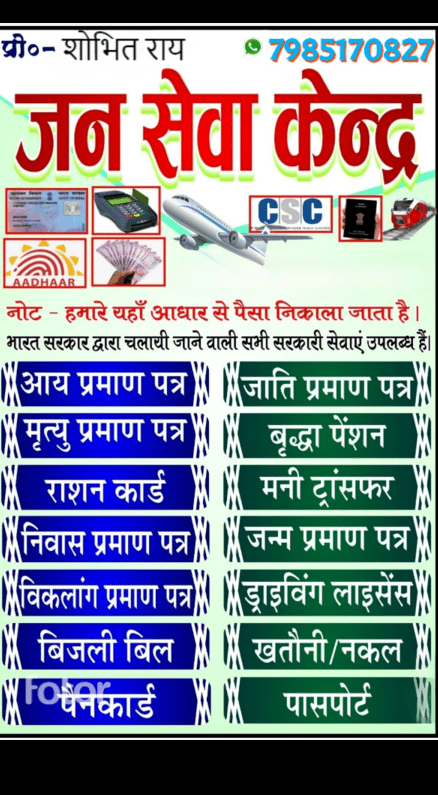 प्री०- शोभित राय 7985170827
जन सेवा केन्द्र
CSC
AADHAAR
नोट - हमारे यहाँ आधार से पैसा निकाला जाता है।
भारत सरकार द्वारा चलायी जाने वाली सभी सरकारी सेवाएं उपलब्ध हैं।
आय प्रमाण पत्र जाति प्रमाण पत्र
मृत्यु प्रमाण पत्र बृद्धा पेंशन
राशन कार्ड मनी ट्रांसफर
निवास प्रमाण पत्र जन्म प्रमाण पत्र
विकलांग प्रमाण पत्र ड्राइविंग लाइसेंस
बिजली बिल खतौनी/नकल
fotor
पैनकार्ड पासपोर्ट